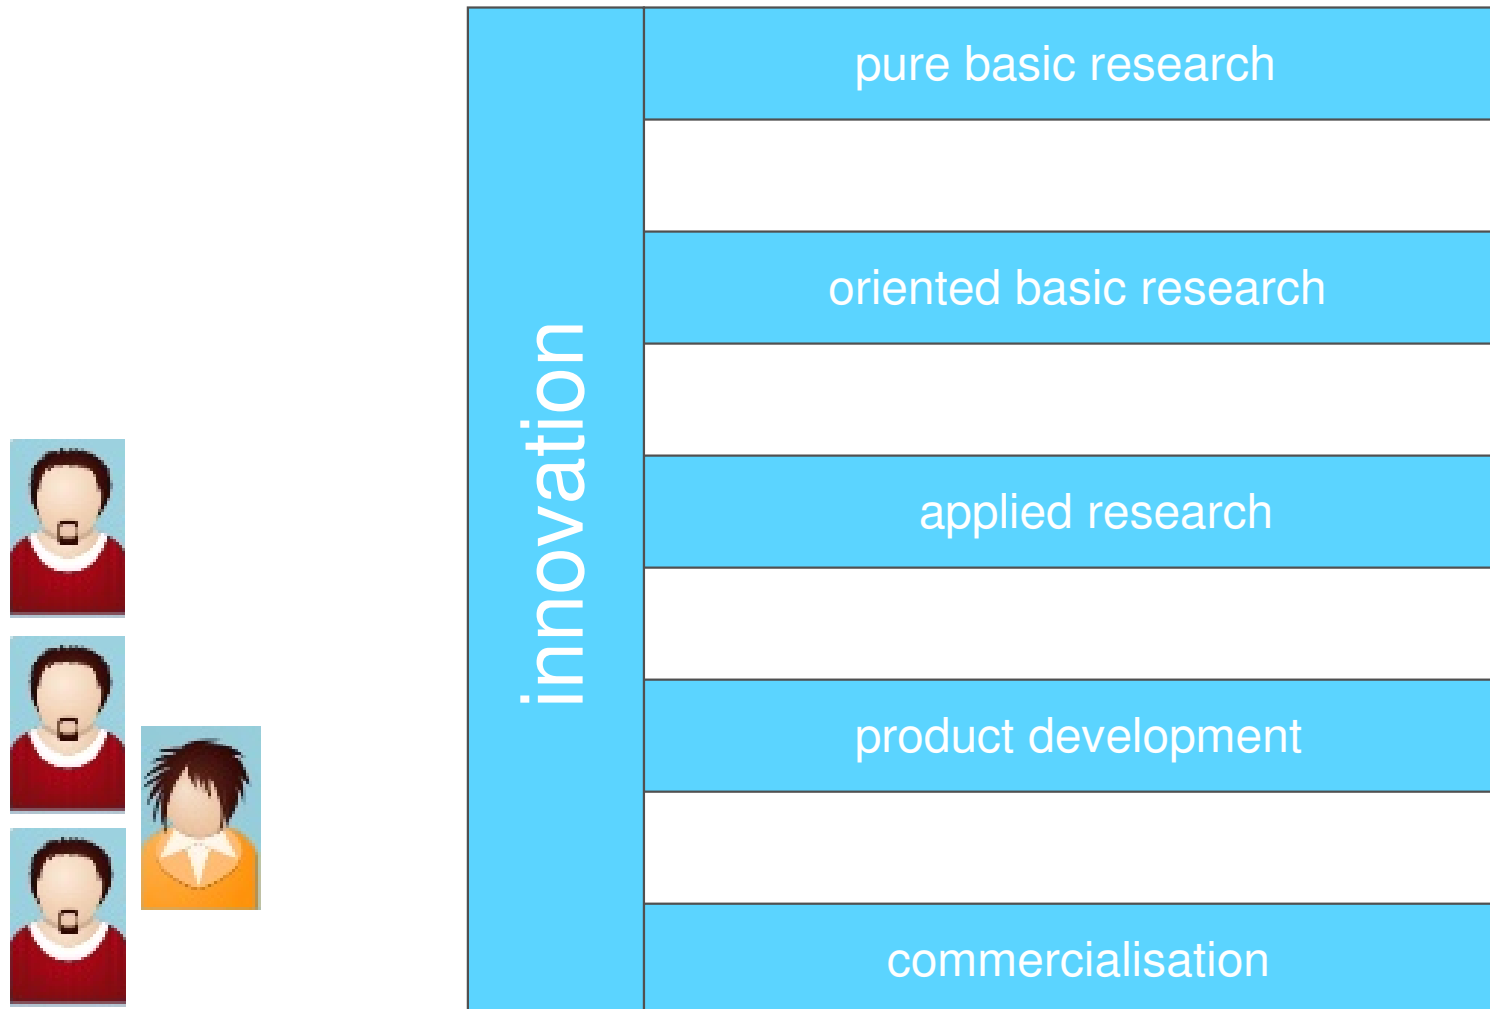 innovation
pure basic research
oriented basic research
applied research
product development
commercialisation